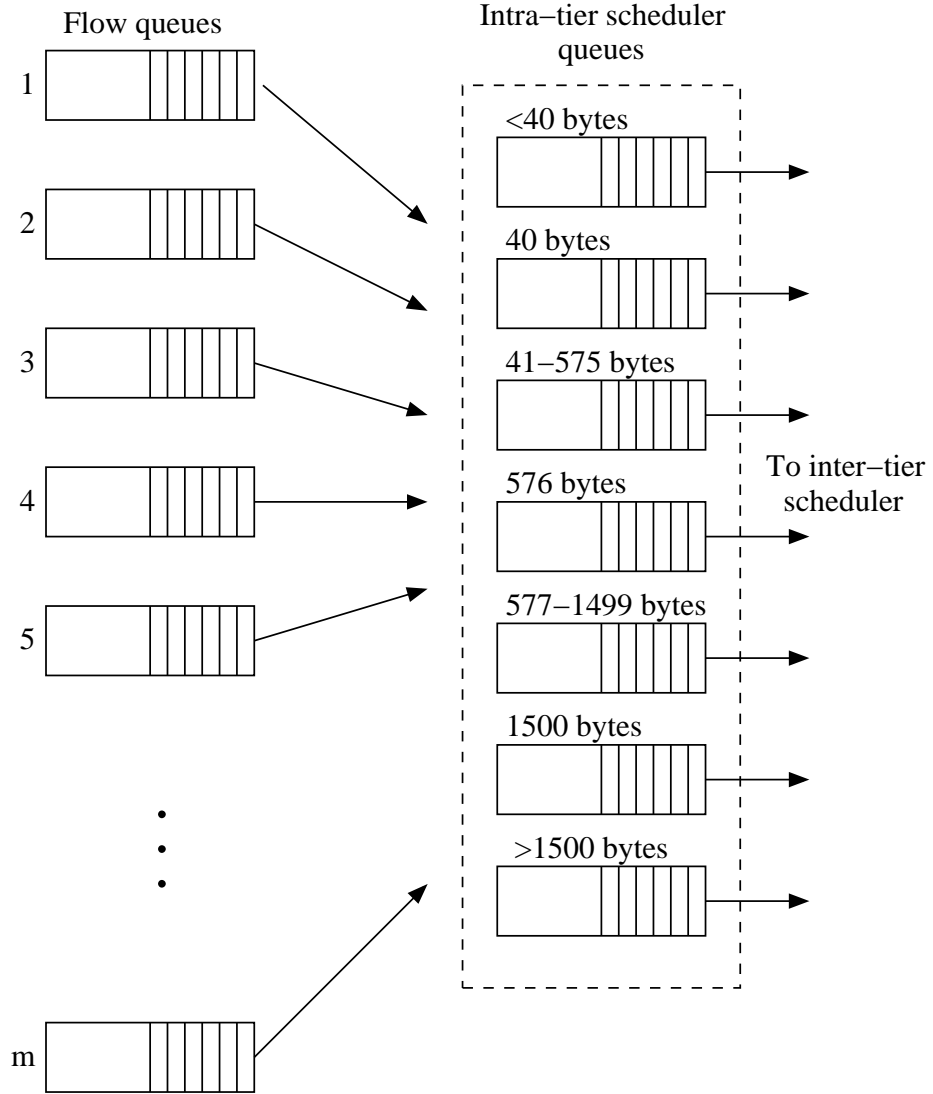 Flow queues
1
2
3
4
5
m
Intra−tier scheduler
queues
<40 bytes
40 bytes
41−575 bytes
576 bytes
577−1499 bytes
1500 bytes
>1500 bytes
To inter−tier
scheduler